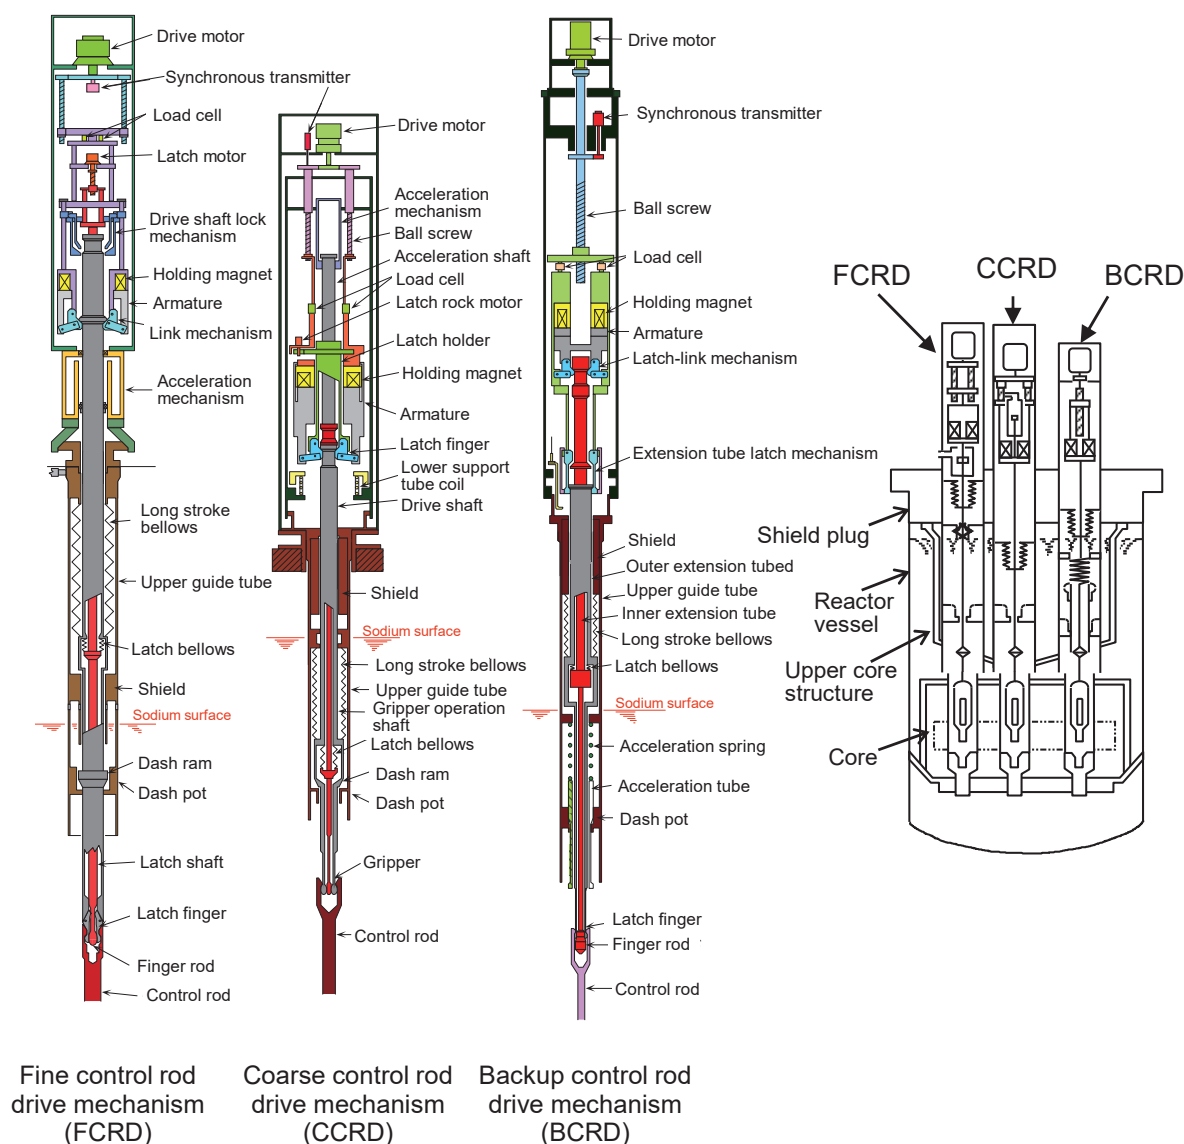 Drive motor
Synchronous transmitter
Load cell
Latch motor
Drive shaft lock
mechanism
Holding magnet
Armature
Link mechanism
Acceleration
mechanism
Long stroke
bellows
Upper guide tube
Latch bellows
Shield
Sodium surface
Dash ram
Dash pot
Latch shaft
Latch finger
Finger rod
Control rod
Drive motor
Acceleration
mechanism
Ball screw
Acceleration shaft
Load cell
Latch rock motor
Latch holder
Holding magnet
Armature
Latch finger
Lower support
tube coil
Drive shaft
Shield
Sodium surface
Long stroke bellows
Upper guide tube
Gripper operation
shaft
Latch bellows
Dash ram
Dash pot
Gripper
Control rod
Drive motor
Synchronous transmitter
Ball screw
Load cell
Holding magnet
Armature
Latch-link mechanism
Extension tube latch mechanism
Shield
Outer extension tubed
Upper guide tube
Inner extension tube
Long stroke bellows
Latch bellows
Sodium surface
Acceleration spring
Acceleration tube
Dash pot
Latch finger
Finger rod
Control rod
FCRD
CCRD
BCRD
Shield plug
Reactor
vessel
Upper core
structure
Core
Fine control rod
drive mechanism
(FCRD)
Coarse control rod
drive mechanism
(CCRD)
Backup control rod
drive mechanism
(BCRD)